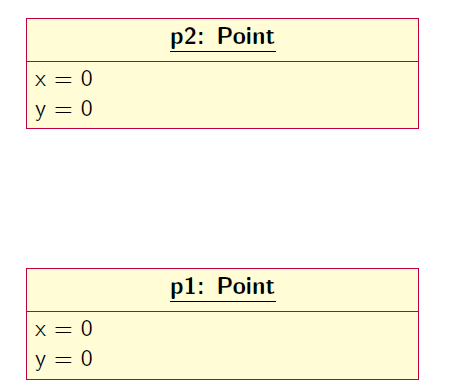 p2: Point
x = 0
y = 0
p1: Point
x = 0
y = 0